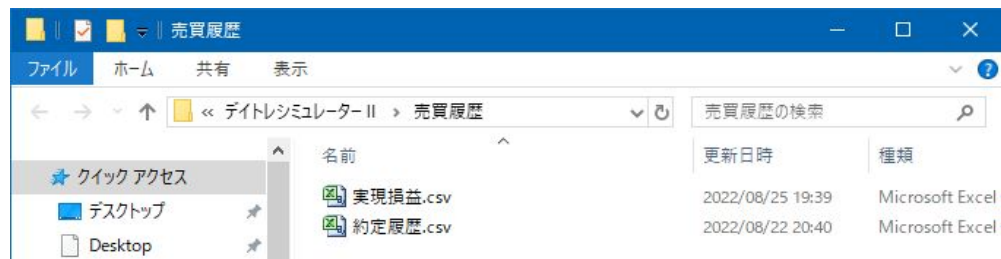 売買履歴
ファイル ホーム 共有 表示
« デイトレシミュレーターⅡ › 売買履歴 売買履歴の検索
名前 更新日時 種類
クイック アクセス
実現損益.csv 2022/08/25 19:39 Microsoft Excel
デスクトップ
約定履歴.csv 2022/08/22 20:40 Microsoft Excel
Desktop